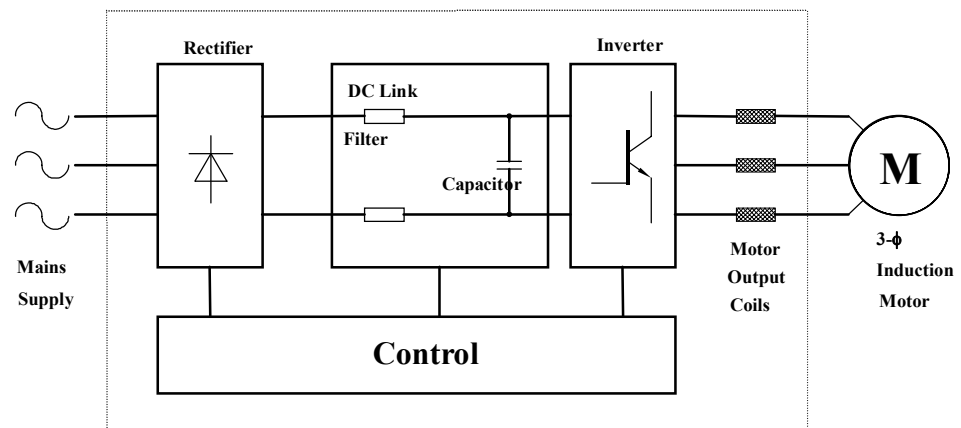 Rectifier
Inverter
DC Link
Filter
Capacitor
M
Mains
Supply
Motor
Output
Coils
3-ϕ
Induction
Motor
Control